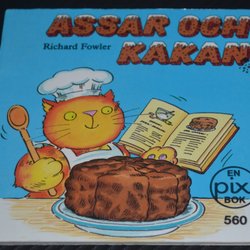 ASSAR OCH
KAKAN
Richard Fowler
EN
pix
BOK
560